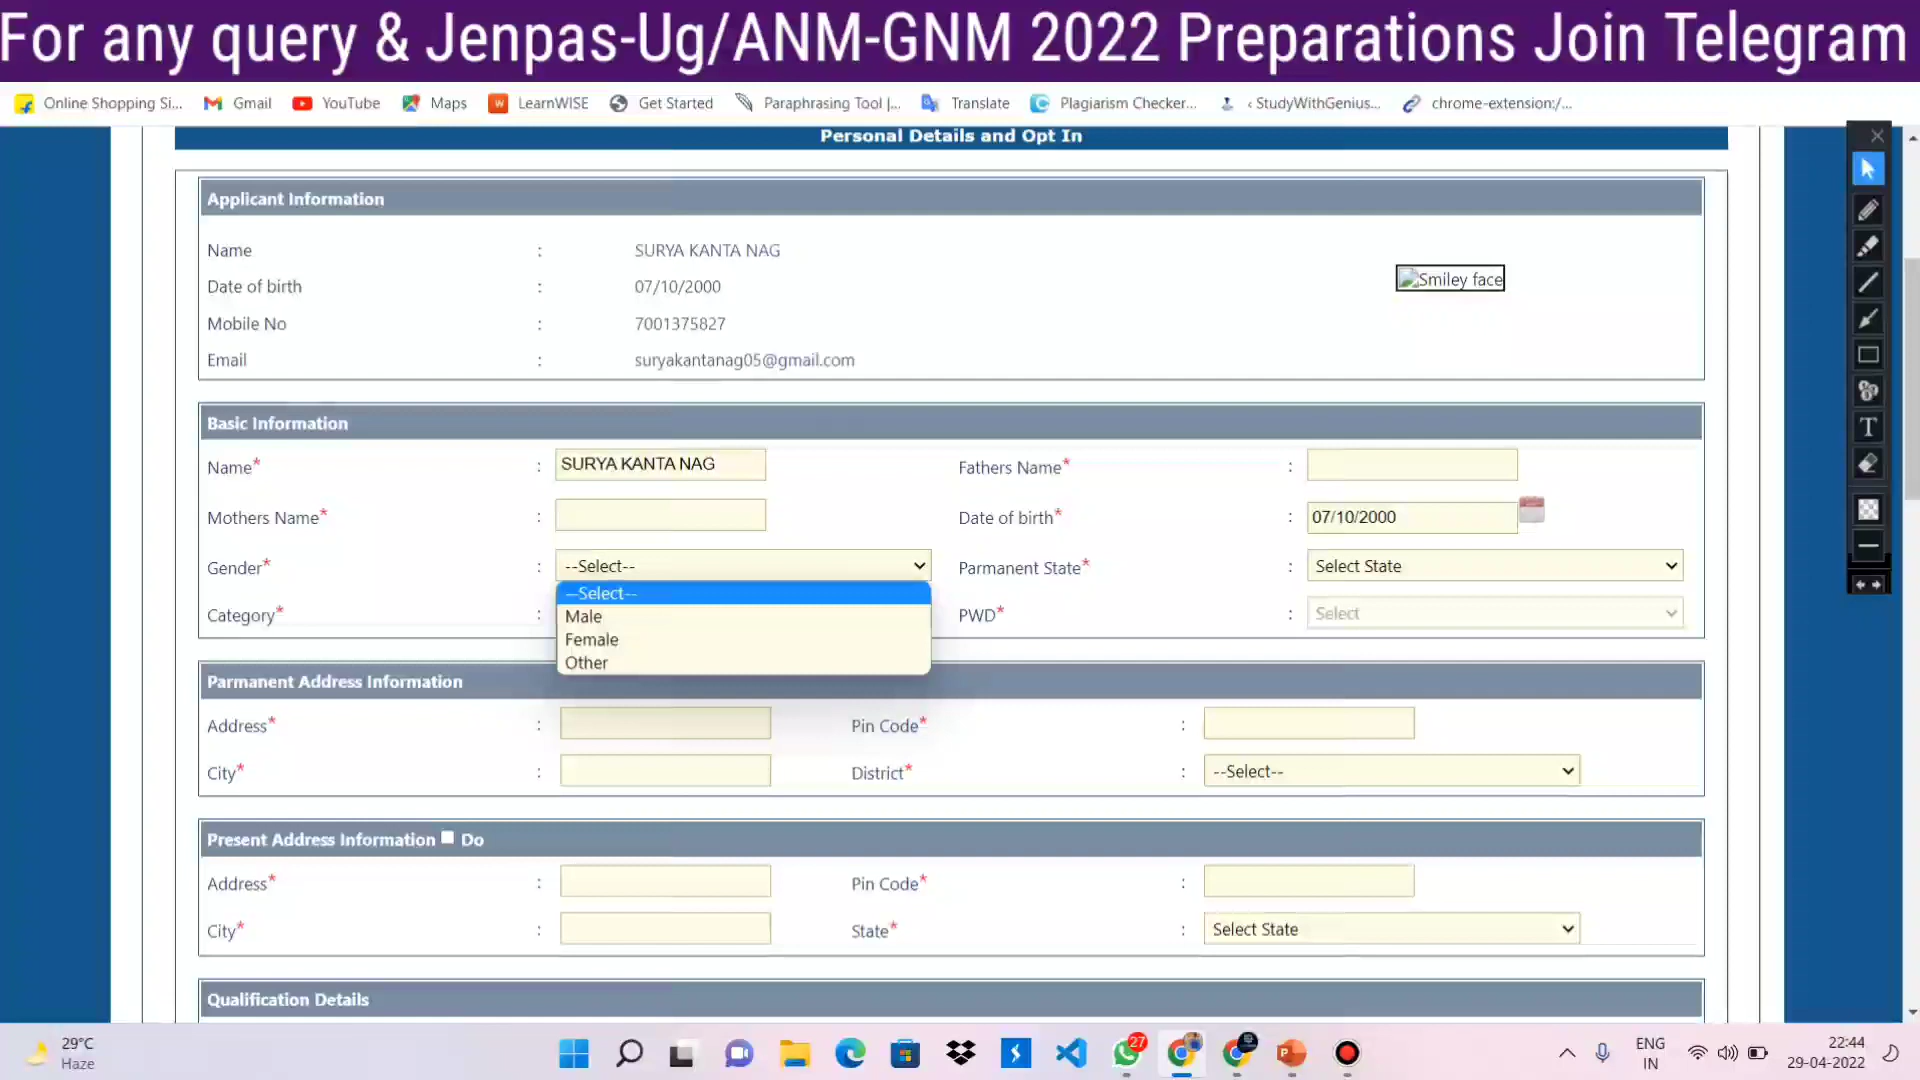 For any query & Jenpas-Ug/ANM-GNM 2022 Preparations Join Telegram
Online Shopping Si... Gmail YouTube Maps LearnWISE Get Started Paraphrasing Tool |... Translate Plagiarism Checker... ‹ StudyWithGenius... chrome-extension:/...
Personal Details and Opt In
Applicant Information
Name : SURYA KANTA NAG
Smiley face
Date of birth : 07/10/2000
Mobile No : 7001375827
Email : suryakantanag05@gmail.com
Basic Information
Name* : SURYA KANTA NAG Fathers Name* :
Mothers Name* : Date of birth* : 07/10/2000
Gender* : --Select-- Parmanent State* : Select State
--Select--
Male
Category* : PWD* : Select
Female
Other
Parmanent Address Information
Address* : Pin Code* :
City* : District* : --Select--
Present Address Information Do
Address* : Pin Code* :
City* : State* : Select State
Qualification Details
29°C
Haze
27
ENG
IN
22:44
29-04-2022